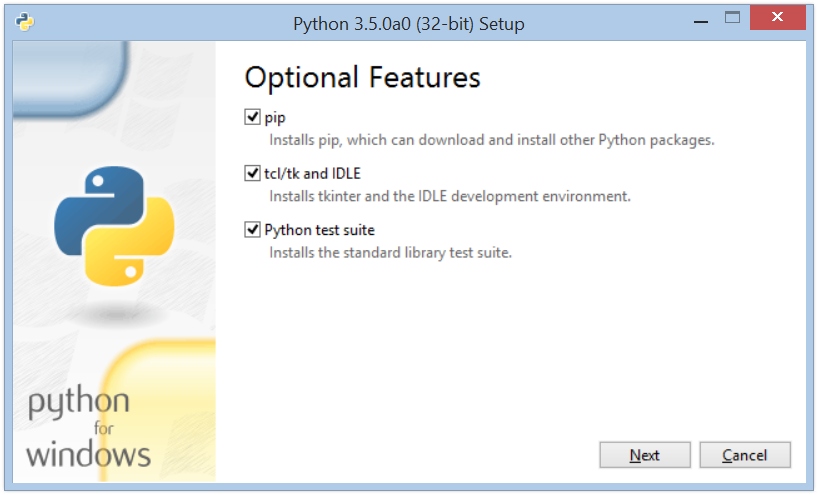 Python 3.5.0a0 (32-bit) Setup
Optional Features
pip
Installs pip, which can download and install other Python packages.
tcl/tk and IDLE
Installs tkinter and the IDLE development environment.
Python test suite
Installs the standard library test suite.
python
for
windows
Next
Cancel